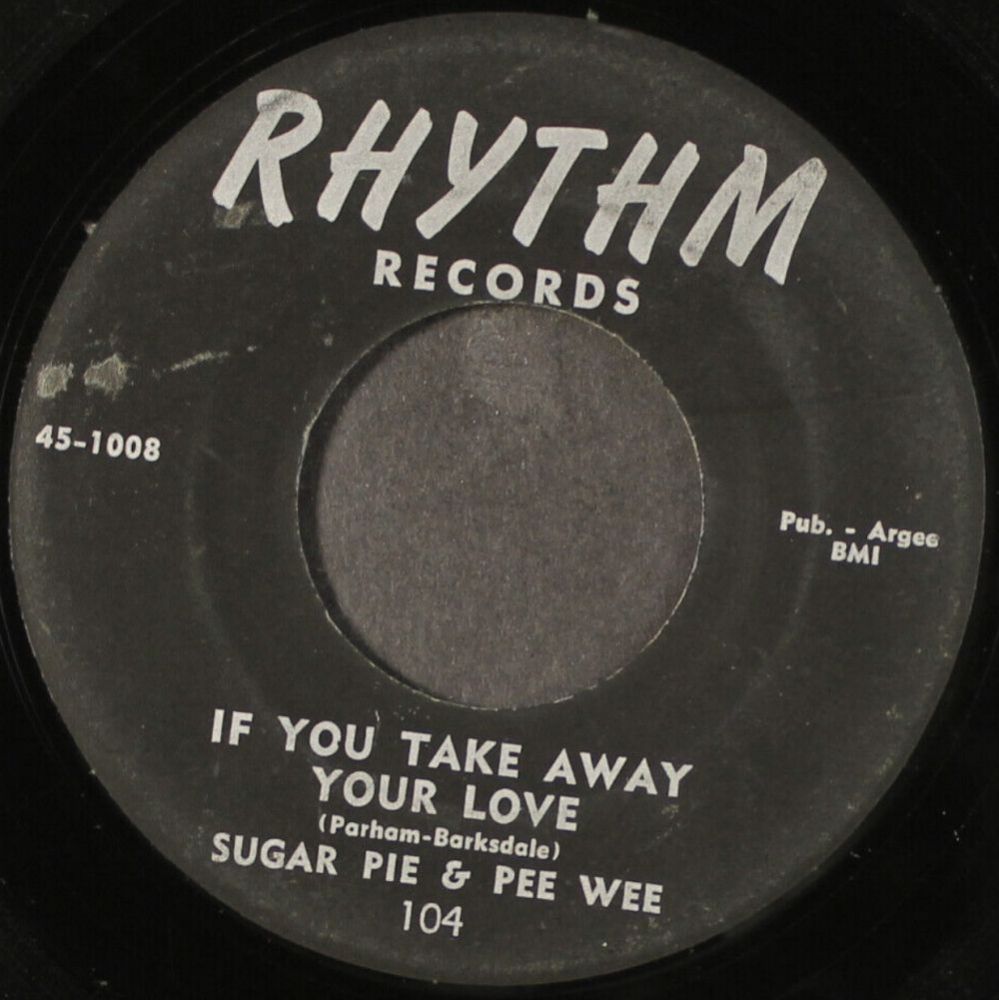 RHYTHM
RECORDS
45-1008
Pub. - Argee
BMI
IF YOU TAKE AWAY
YOUR LOVE
(Parham-Barksdale)
SUGAR PIE & PEE WEE
104